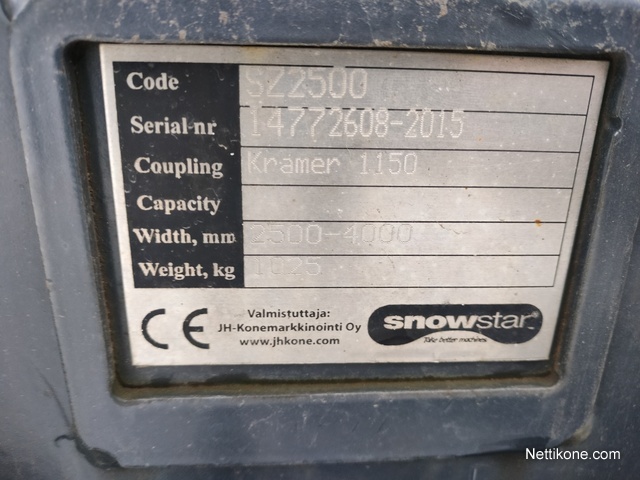 Code SZ2500
Serial nr 14772608-2015
Coupling Kramer 1150
Capacity
Width, mm 2500-4000
Weight, kg 1025
CE
Valmistuttaja:
JH-Konemarkkinointi Oy
www.jhkone.com
snowstar
Take better machines.
Nettikone.com